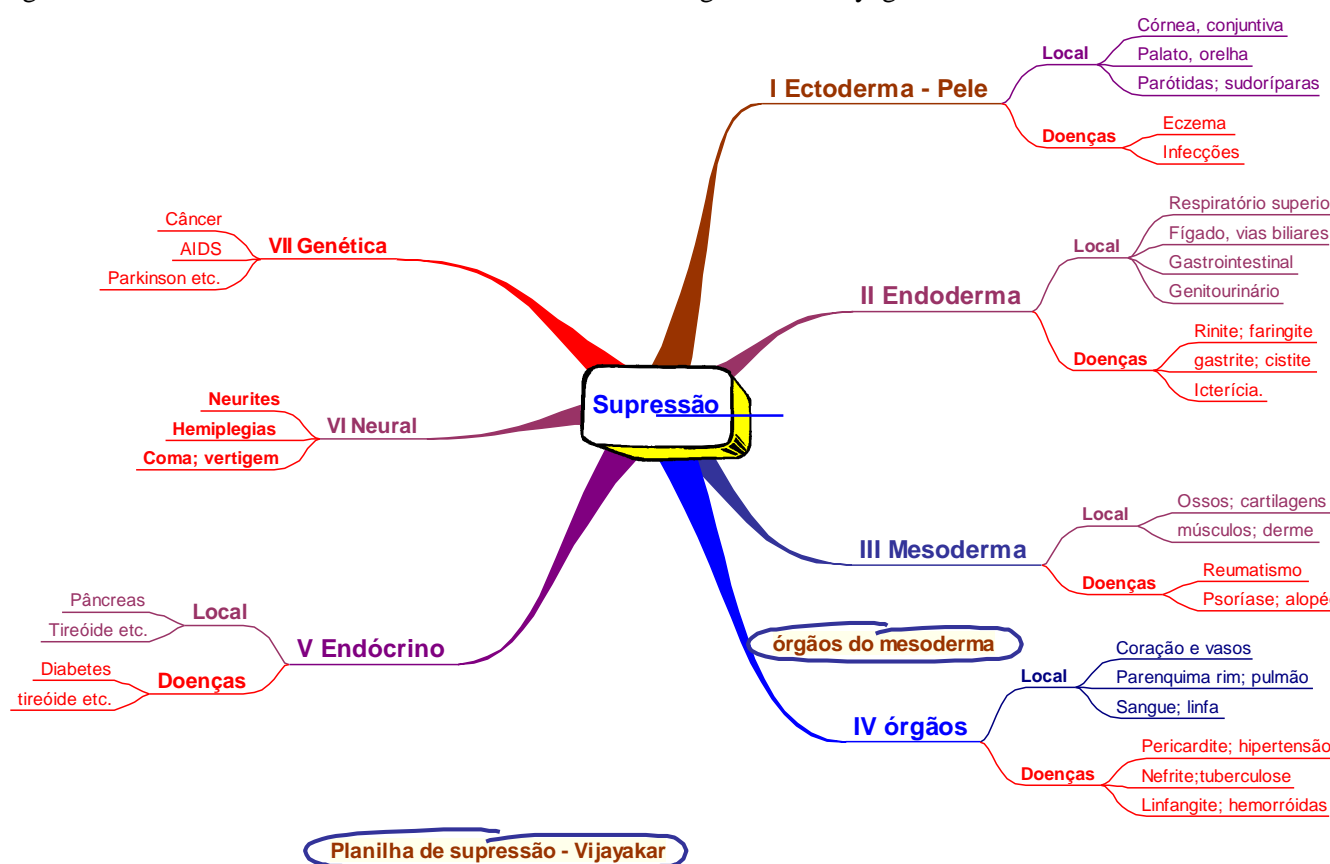 I Ectoderma - Pele
Local
Córnea, conjuntiva
Palato, orelha
Parótidas; sudoríparas
Doenças
Eczema
Infecções
II Endoderma
Local
Respiratório superio
Fígado, vias biliares
Gastrointestinal
Genitourinário
Doenças
Rinite; faringite
gastrite; cistite
Icterícia.
III Mesoderma
Local
Ossos; cartilagens
músculos; derme
Doenças
Reumatismo
Psoríase; alopé
órgãos do mesoderma
IV órgãos
Local
Coração e vasos
Parenquima rim; pulmão
Sangue; linfa
Doenças
Pericardite; hipertensão
Nefrite;tuberculose
Linfangite; hemorróidas
Supressão
VII Genética
Câncer
AIDS
Parkinson etc.
VI Neural
Neurites
Hemiplegias
Coma; vertigem
V Endócrino
Local
Pâncreas
Tireóide etc.
Doenças
Diabetes
tireóide etc.
Planilha de supressão - Vijayakar